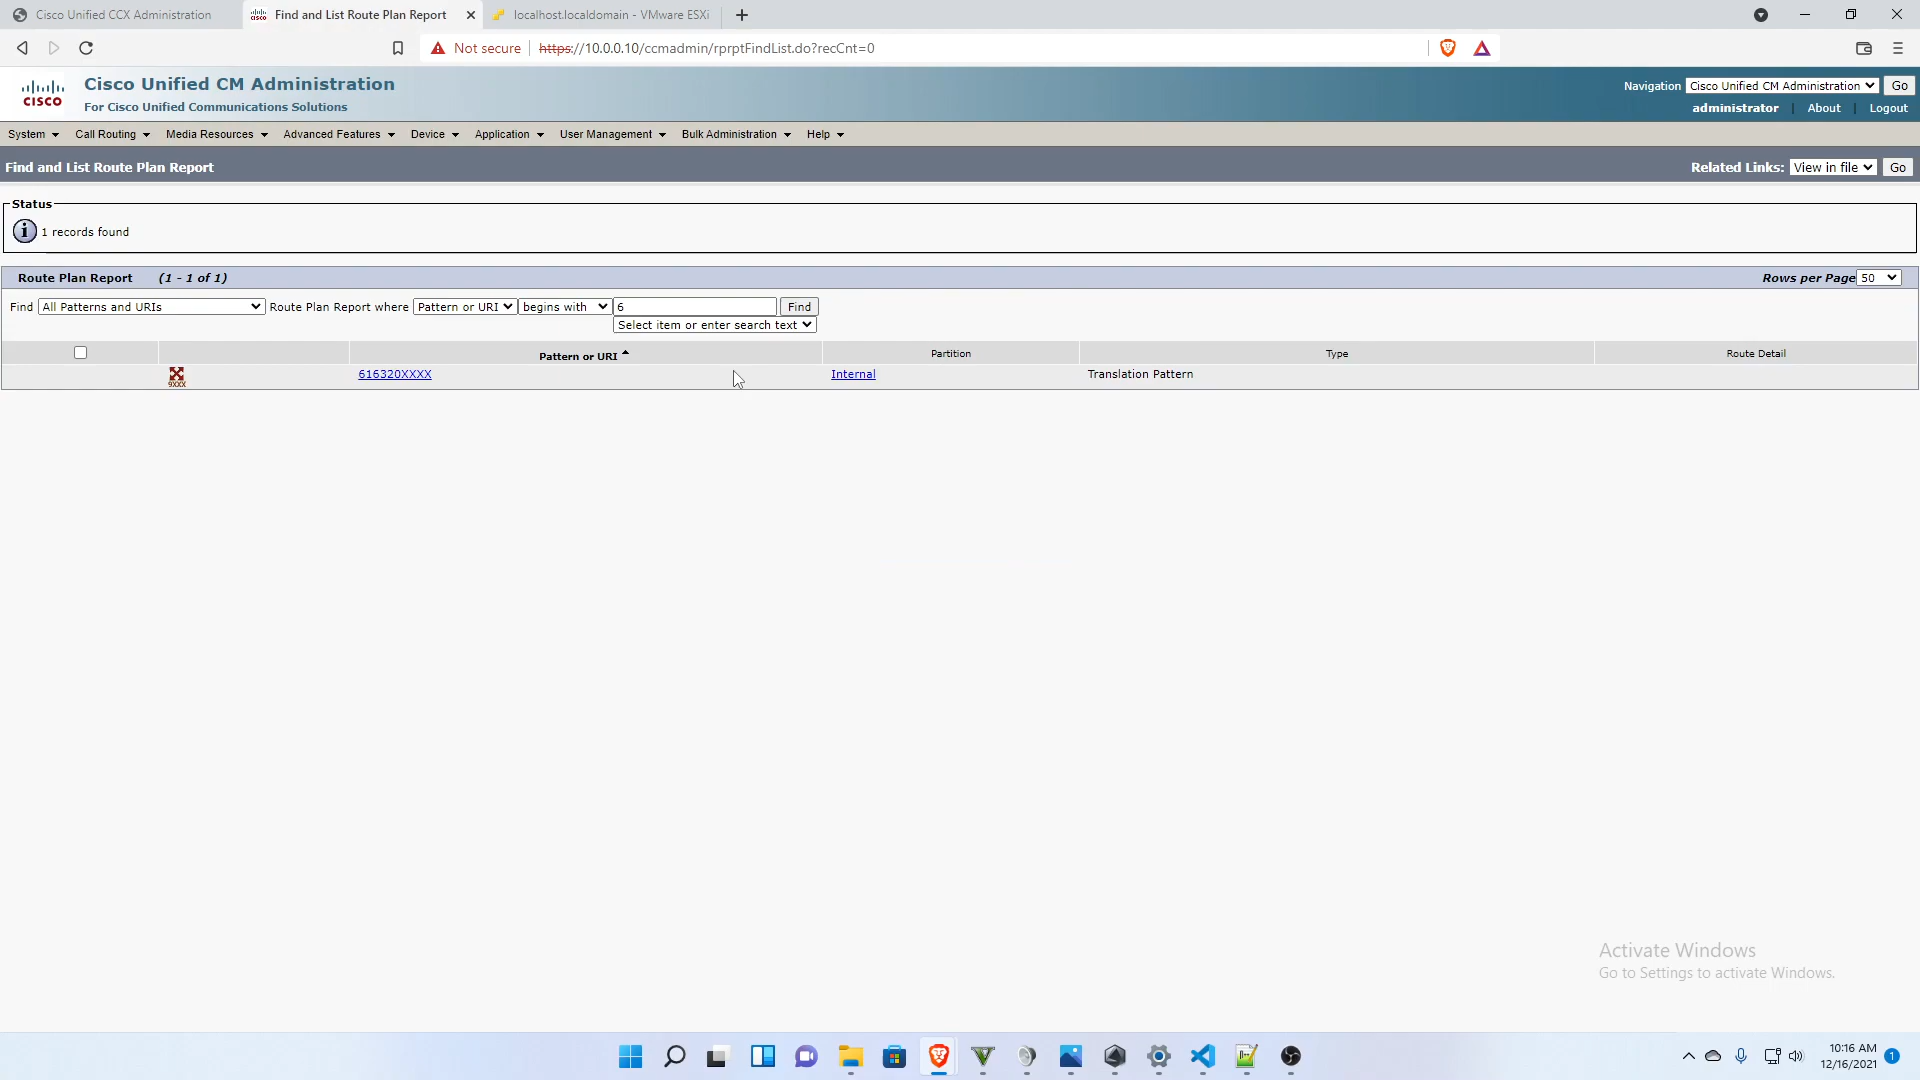 Cisco Unified CCX Administration
Find and List Route Plan Report
localhost.localdomain - VMware ESXi
Not secure
https://10.0.0.10/ccmadmin/rprptFindList.do?recCnt=0
CISCO
Cisco Unified CM Administration
For Cisco Unified Communications Solutions
Navigation Cisco Unified CM Administration Go
administrator | About | Logout
System Call Routing Media Resources Advanced Features Device Application User Management Bulk Administration Help
Find and List Route Plan Report
Related Links: View in file Go
Status
1 records found
Route Plan Report (1 - 1 of 1)
Rows per Page 50
Find All Patterns and URIs Route Plan Report where Pattern or URI begins with 6 Find
Select item or enter search text
Pattern or URI Partition Type Route Detail
9XXX 616320XXXX Internal Translation Pattern
Activate Windows
Go to Settings to activate Windows.
10:16 AM
12/16/2021
1